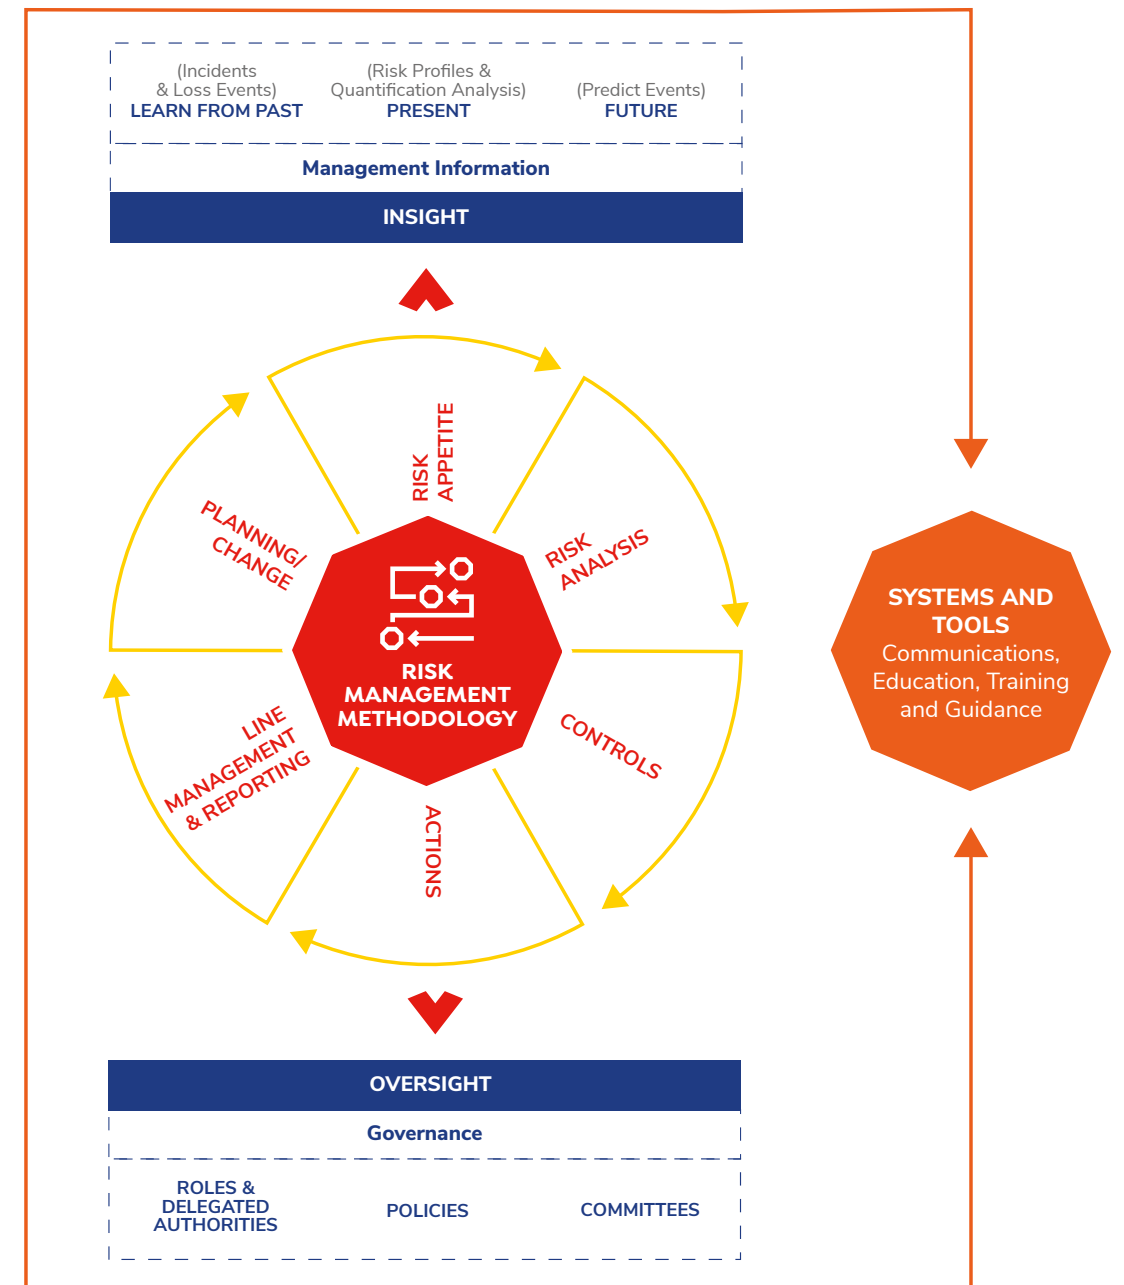 (Incidents
& Loss Events)
LEARN FROM PAST
(Risk Profiles &
Quantification Analysis)
PRESENT
(Predict Events)
FUTURE
Management Information
INSIGHT
RISK
APPETITE
RISK
ANALYSIS
CONTROLS
ACTIONS
LINE
MANAGEMENT
& REPORTING
PLANNING/
CHANGE
RISK
MANAGEMENT
METHODOLOGY
SYSTEMS AND
TOOLS
Communications,
Education, Training
and Guidance
OVERSIGHT
Governance
ROLES &
DELEGATED
AUTHORITIES
POLICIES
COMMITTEES